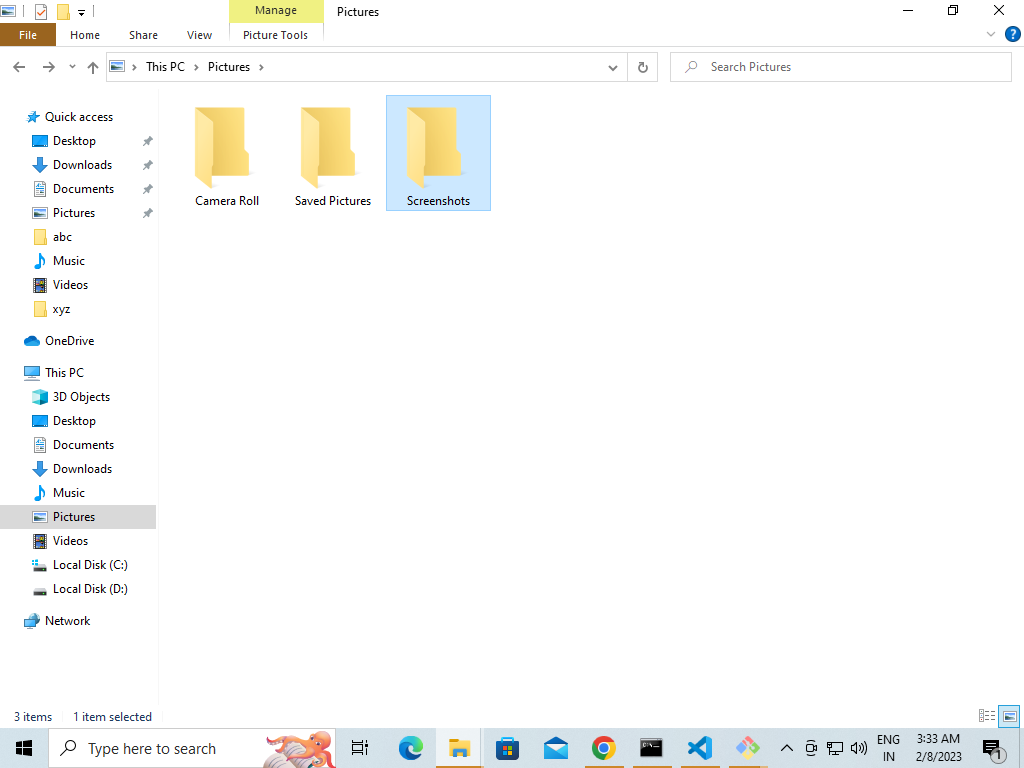 Manage
Pictures
File
Home
Share
View
Picture Tools
This PC
Pictures
Search Pictures
Quick access
Desktop
Downloads
Documents
Pictures
abc
Music
Videos
xyz
OneDrive
This PC
3D Objects
Desktop
Documents
Downloads
Music
Pictures
Videos
Local Disk (C:)
Local Disk (D:)
Network
Camera Roll
Saved Pictures
Screenshots
3 items
1 item selected
Type here to search
ENG
IN
3:33 AM
2/8/2023
1